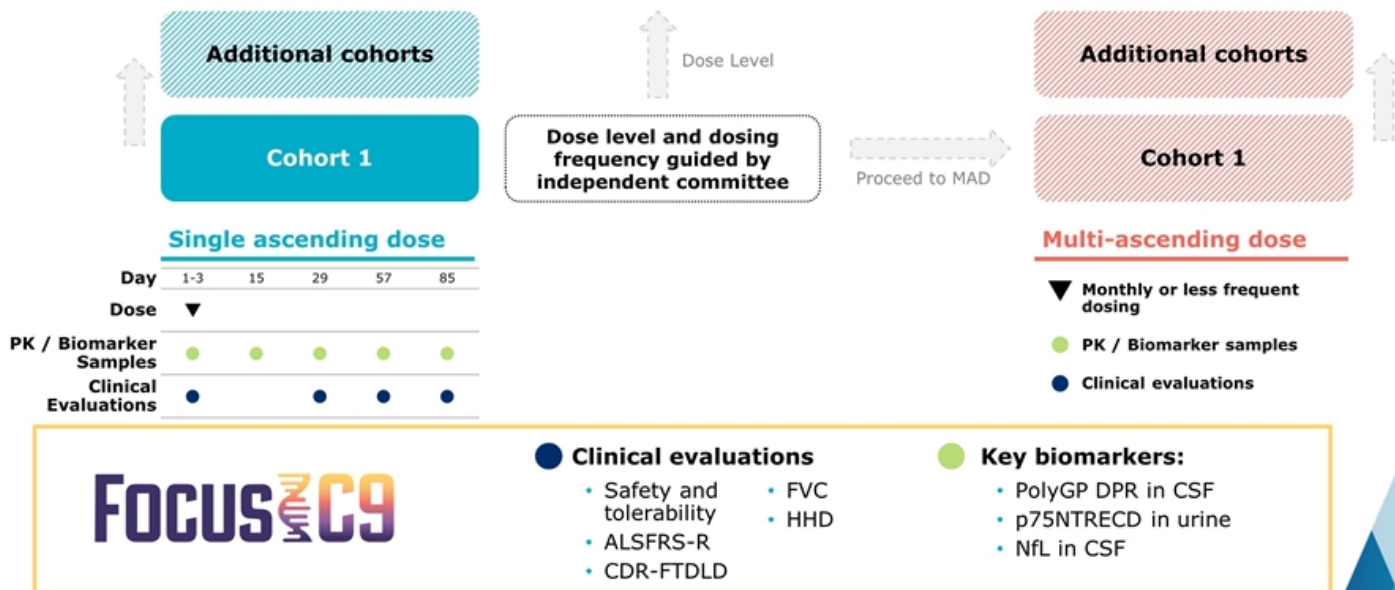 Additional cohorts
Dose Level
Additional cohorts
Cohort 1
Dose level and dosing
frequency guided by
independent committee
Proceed to MAD
Cohort 1
Single ascending dose
Multi-ascending dose
Day 1-3 15 29 57 85
Dose
PK / Biomarker
Samples
Clinical
Evaluations
Monthly or less frequent
dosing
PK / Biomarker samples
Clinical evaluations
FOCUS C9
Clinical evaluations
• Safety and
tolerability
• ALSFRS-R
• CDR-FTDLD
• FVC
• HHD
Key biomarkers:
• PolyGP DPR in CSF
• p75NTRECD in urine
• NfL in CSF